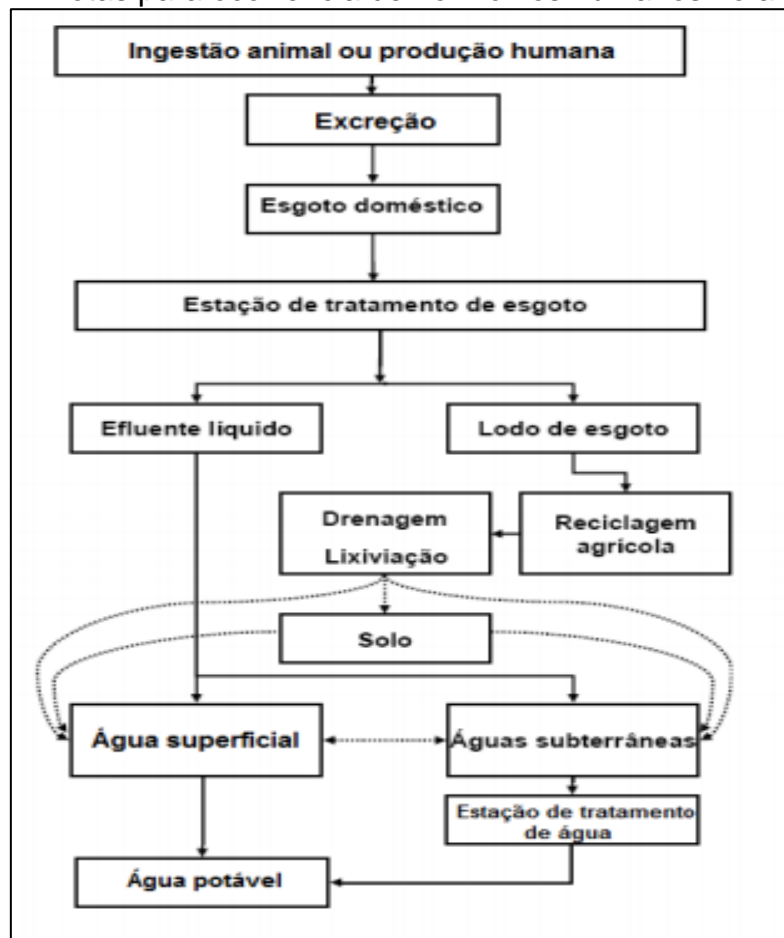 Ingestão animal ou produção humana
Excreção
Esgoto doméstico
Estação de tratamento de esgoto
Efluente líquido
Lodo de esgoto
Drenagem
Lixiviação
Reciclagem
agrícola
Solo
Água superficial
Águas subterrâneas
Estação de tratamento
de água
Água potável